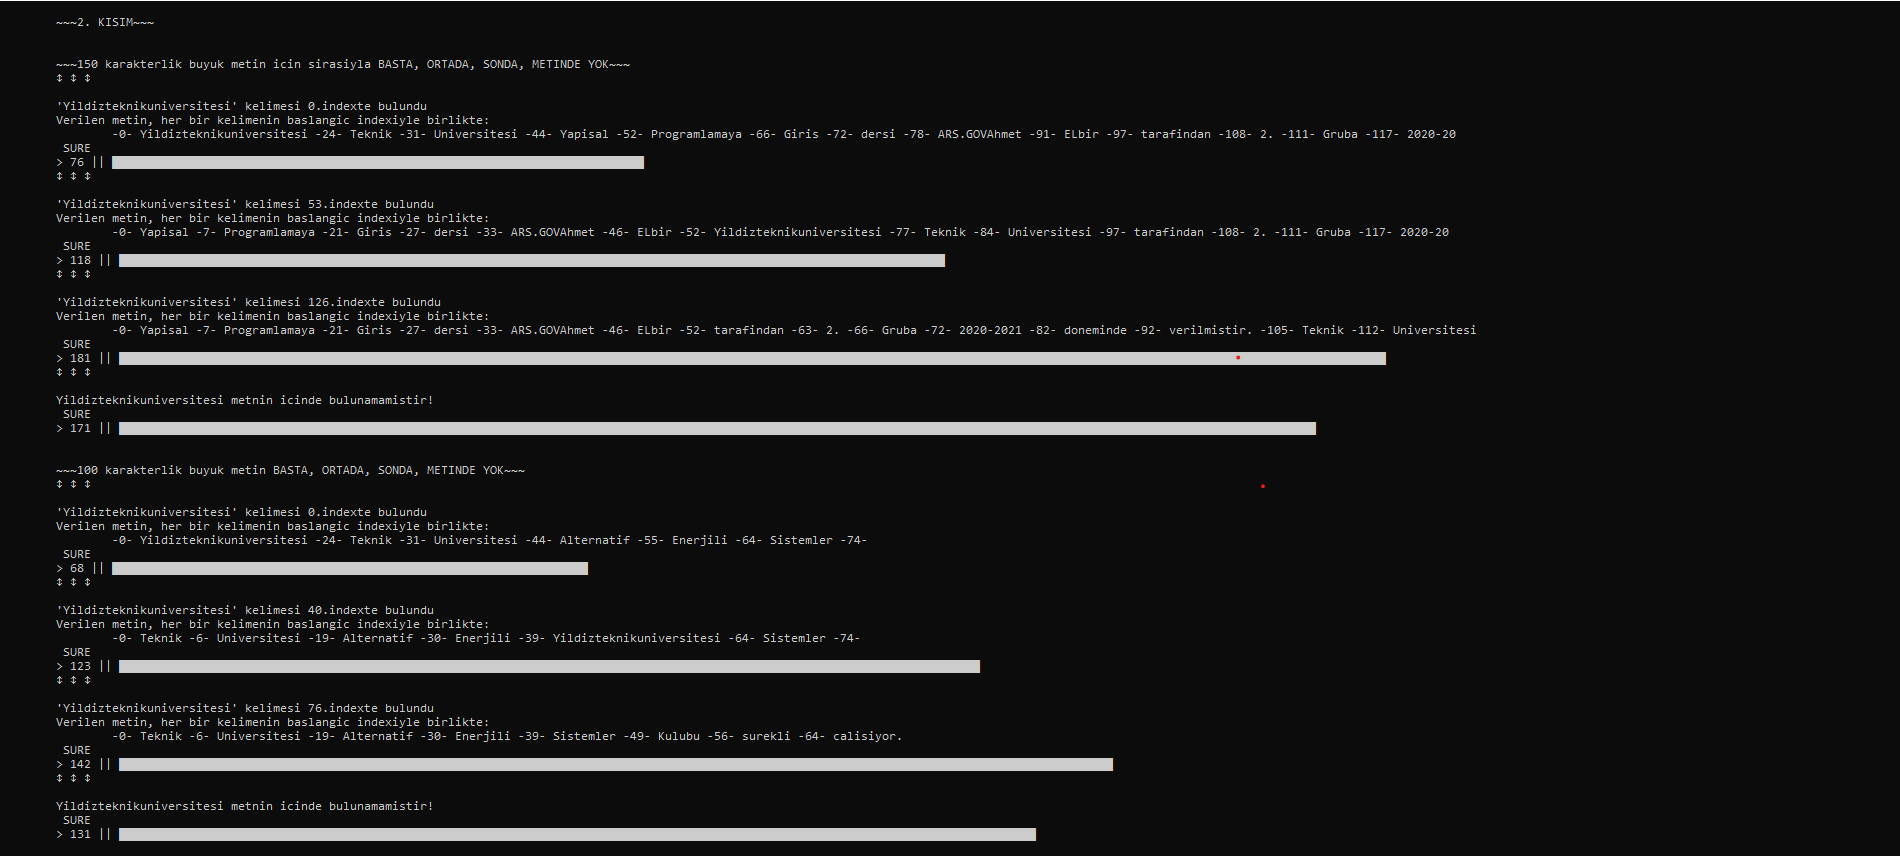 ~~~2. KISIM~~~
~~~150 karakterlik buyuk metin icin sirasiyla BASTA, ORTADA, SONDA, METINDE YOK~~~
↕ ↕ ↕
'Yildizteknikuniversitesi' kelimesi 0.indexte bulundu
Verilen metin, her bir kelimenin baslangic indexiyle birlikte:
-0- Yildizteknikuniversitesi -24- Teknik -31- Universitesi -44- Yapisal -52- Programlamaya -66- Giris -72- dersi -78- ARS.GOVAhmet -91- ELbir -97- tarafindan -108- 2. -111- Gruba -117- 2020-20
SURE
> 76 ||
↕ ↕ ↕
'Yildizteknikuniversitesi' kelimesi 53.indexte bulundu
Verilen metin, her bir kelimenin baslangic indexiyle birlikte:
-0- Yapisal -7- Programlamaya -21- Giris -27- dersi -33- ARS.GOVAhmet -46- ELbir -52- Yildizteknikuniversitesi -77- Teknik -84- Universitesi -97- tarafindan -108- 2. -111- Gruba -117- 2020-20
SURE
> 118 ||
↕ ↕ ↕
'Yildizteknikuniversitesi' kelimesi 126.indexte bulundu
Verilen metin, her bir kelimenin baslangic indexiyle birlikte:
-0- Yapisal -7- Programlamaya -21- Giris -27- dersi -33- ARS.GOVAhmet -46- ELbir -52- tarafindan -63- 2. -66- Gruba -72- 2020-2021 -82- doneminde -92- verilmistir. -105- Teknik -112- Universitesi
SURE
> 181 ||
↕ ↕ ↕
Yildizteknikuniversitesi metnin icinde bulunamamistir!
SURE
> 171 ||
~~~100 karakterlik buyuk metin BASTA, ORTADA, SONDA, METINDE YOK~~~
↕ ↕ ↕
'Yildizteknikuniversitesi' kelimesi 0.indexte bulundu
Verilen metin, her bir kelimenin baslangic indexiyle birlikte:
-0- Yildizteknikuniversitesi -24- Teknik -31- Universitesi -44- Alternatif -55- Enerjili -64- Sistemler -74-
SURE
> 68 ||
↕ ↕ ↕
'Yildizteknikuniversitesi' kelimesi 40.indexte bulundu
Verilen metin, her bir kelimenin baslangic indexiyle birlikte:
-0- Teknik -6- Universitesi -19- Alternatif -30- Enerjili -39- Yildizteknikuniversitesi -64- Sistemler -74-
SURE
> 123 ||
↕ ↕ ↕
'Yildizteknikuniversitesi' kelimesi 76.indexte bulundu
Verilen metin, her bir kelimenin baslangic indexiyle birlikte:
-0- Teknik -6- Universitesi -19- Alternatif -30- Enerjili -39- Sistemler -49- Kulubu -56- surekli -64- calisiyor.
SURE
> 142 ||
↕ ↕ ↕
Yildizteknikuniversitesi metnin icinde bulunamamistir!
SURE
> 131 ||